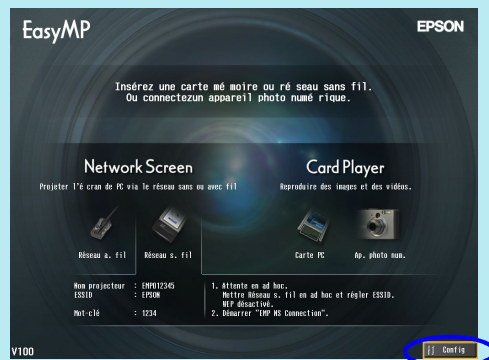 EasyMP
EPSON
Insérez une carte mé moire ou ré seau sans fil.
Ou connectezun appareil photo numé rique.
Network Screen
Projeter l'é cran de PC via le réseau sans ou avec fil
Card Player
Reproduire des images et des vidéos.
Réseau a. fil
Réseau s. fil
Carte PC
Ap. photo num.
Nom projecteur : EMP012345
ESSID : EPSON
Mot-clé : 1234
1. Attente en ad hoc.
Mettre Réseau s. fil en ad hoc et régler ESSID.
WEP désactivé.
2. Démarrer "EMP NS Connection".
V100
Config